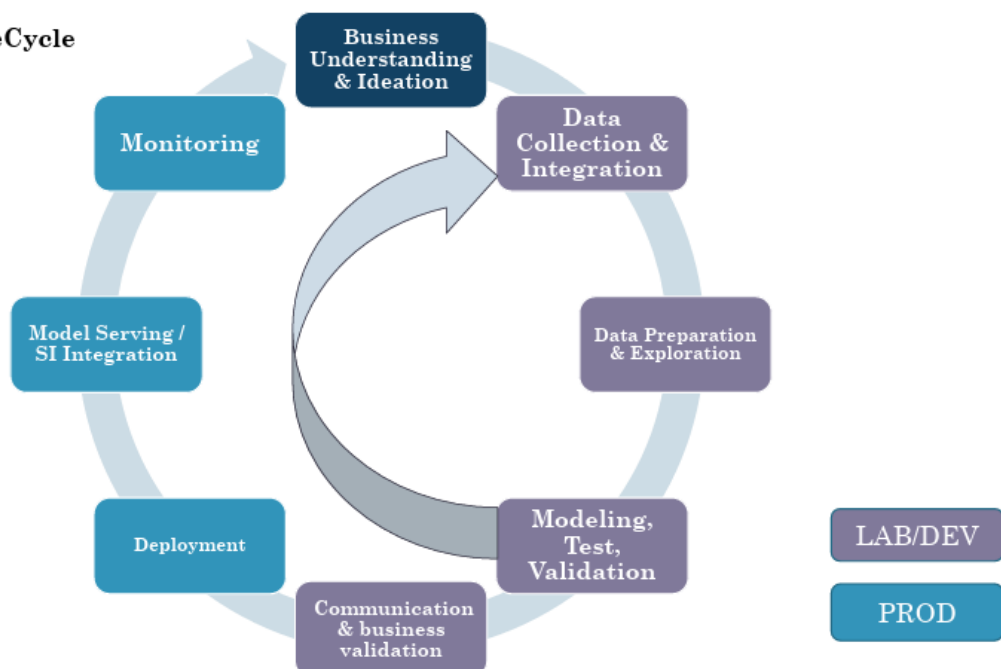 Cycle
Business
Understanding
& Ideation
Data
Collection &
Integration
Data Preparation
& Exploration
Modeling,
Test,
Validation
Communication
& business
validation
Deployment
Model Serving /
SI Integration
Monitoring
LAB/DEV
PROD